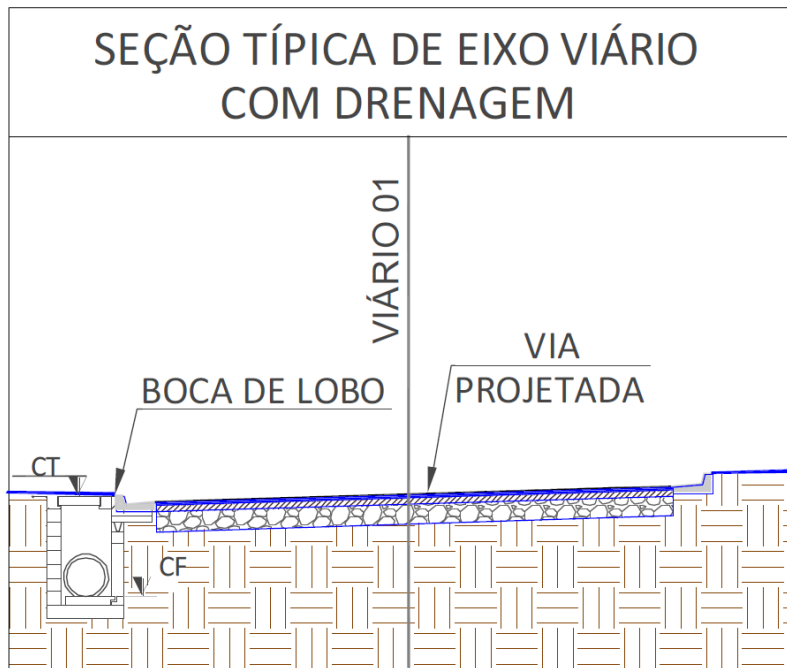 SEÇÃO TÍPICA DE EIXO VIÁRIO
COM DRENAGEM
VIÁRIO 01
VIA
PROJETADA
BOCA DE LOBO
CT
CF